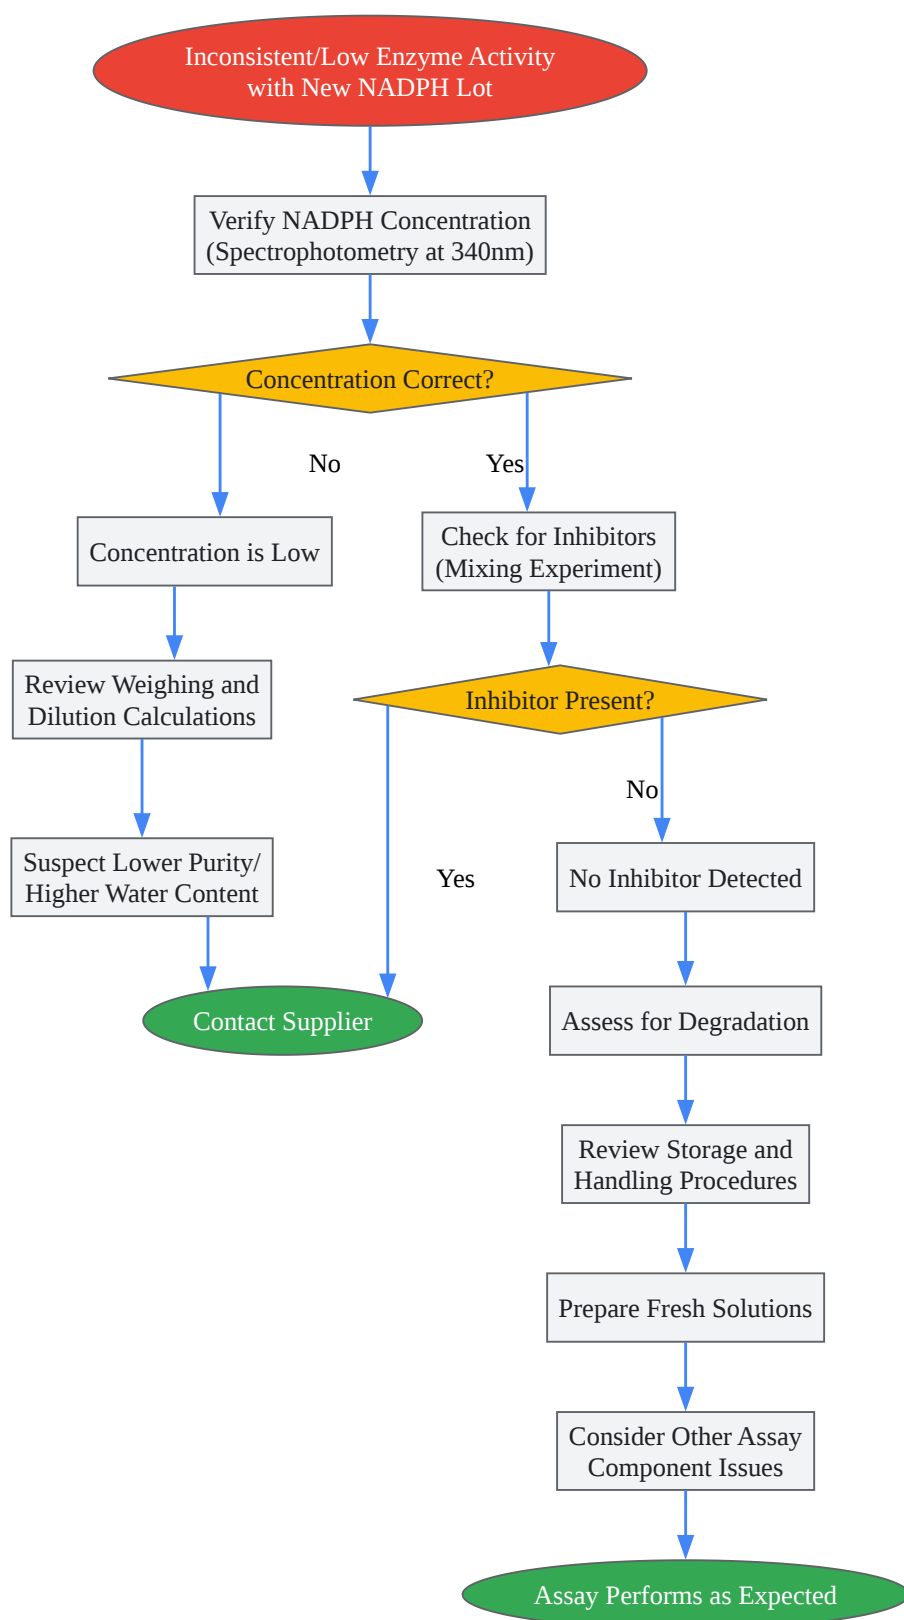 Inconsistent/Low Enzyme Activity
with New NADPH Lot
Verify NADPH Concentration
(Spectrophotometry at 340nm)
Concentration Correct?
No
Yes
Concentration is Low
Check for Inhibitors
(Mixing Experiment)
Review Weighing and
Dilution Calculations
Inhibitor Present?
No
Suspect Lower Purity/
Higher Water Content
Yes
No Inhibitor Detected
Contact Supplier
Assess for Degradation
Review Storage and
Handling Procedures
Prepare Fresh Solutions
Consider Other Assay
Component Issues
Assay Performs as Expected